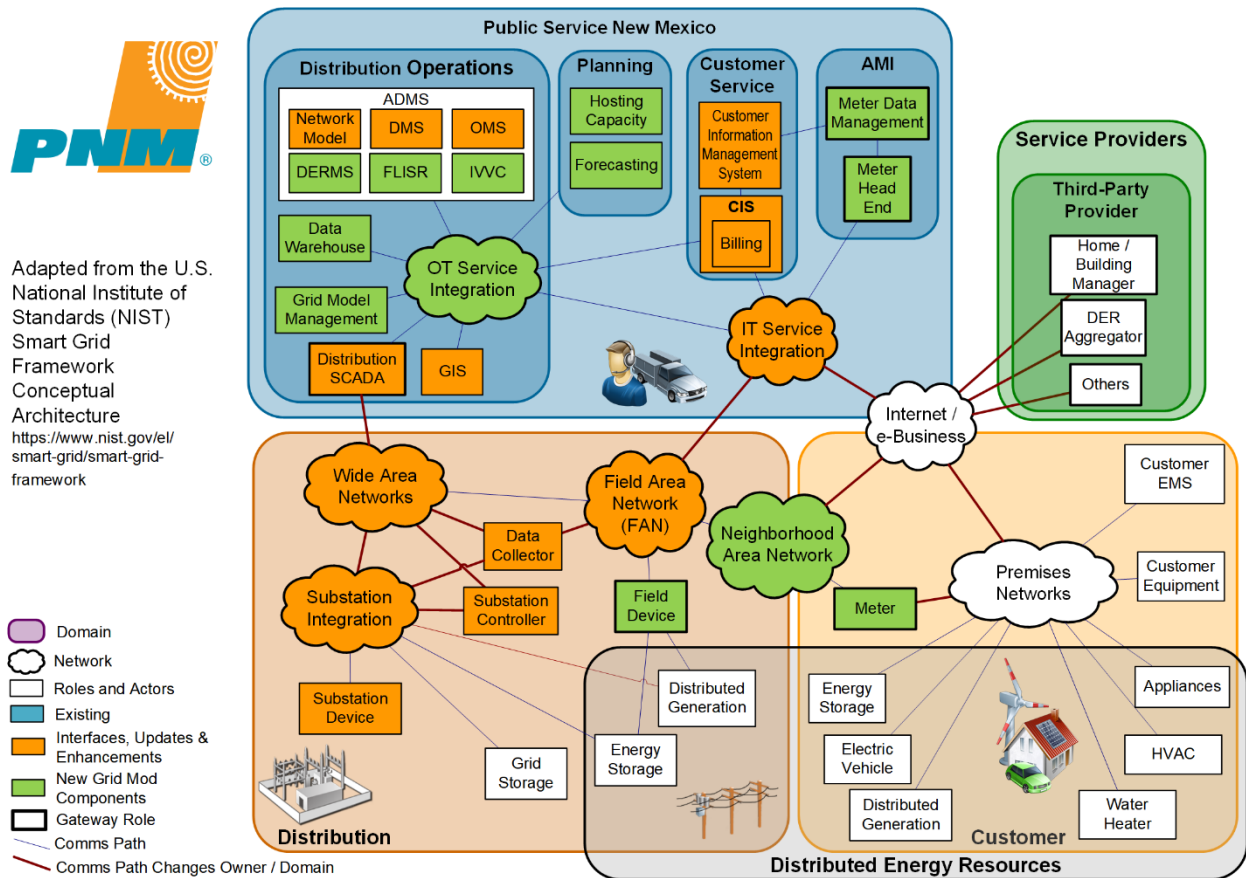 PNM®
Adapted from the U.S.
National Institute of
Standards (NIST)
Smart Grid
Framework
Conceptual
Architecture
https://www.nist.gov/el/
smart-grid/smart-grid-
framework
Domain
Network
Roles and Actors
Existing
Interfaces, Updates &
Enhancements
New Grid Mod
Components
Gateway Role
Comms Path
Comms Path Changes Owner / Domain
Public Service New Mexico
Distribution Operations
ADMS
Network
Model
DMS
OMS
DERMS
FLISR
IVVC
Data
Warehouse
OT Service
Integration
Grid Model
Management
Distribution
SCADA
GIS
Planning
Hosting
Capacity
Forecasting
Customer
Service
Customer
Information
Management
System
CIS
Billing
AMI
Meter Data
Management
Meter
Head
End
IT Service
Integration
Service Providers
Third-Party
Provider
Home /
Building
Manager
DER
Aggregator
Others
Internet /
e-Business
Wide Area
Networks
Field Area
Network
(FAN)
Data
Collector
Substation
Integration
Substation
Controller
Field
Device
Substation
Device
Grid
Storage
Energy
Storage
Distributed
Generation
Distribution
Neighborhood
Area Network
Meter
Premises
Networks
Customer
EMS
Customer
Equipment
Energy
Storage
Electric
Vehicle
Distributed
Generation
Water
Heater
HVAC
Appliances
Customer
Distributed Energy Resources